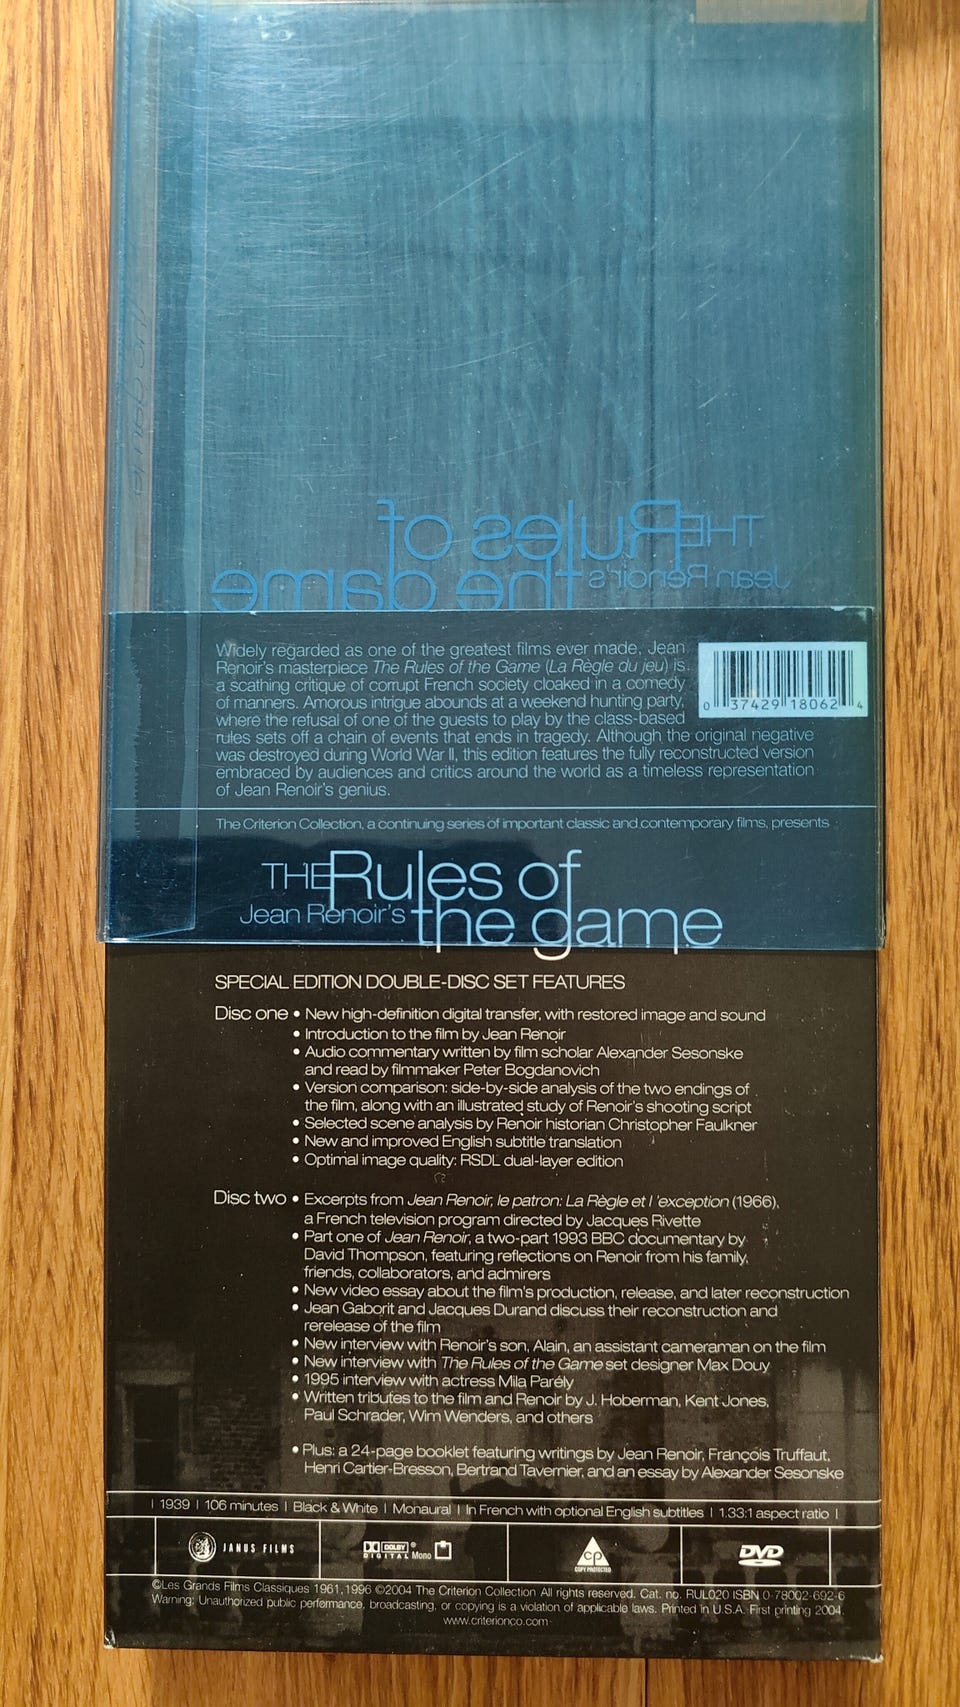 THE Rules of
Jean Renoir's the game
Widely regarded as one of the greatest films ever made, Jean
Renoir's masterpiece The Rules of the Game (La Règle du jeu) is
a scathing critique of corrupt French society cloaked in a comedy
of manners. Amorous intrigue abounds at a weekend hunting party,
where the refusal of one of the guests to play by the class-based
rules sets off a chain of events that ends in tragedy. Although the original negative
was destroyed during World War II, this edition features the fully reconstructed version
embraced by audiences and critics around the world as a timeless representation
of Jean Renoir's genius.
0 37429 18062 4
The Criterion Collection, a continuing series of important classic and contemporary films, presents
THE Rules of
Jean Renoir's the game
SPECIAL EDITION DOUBLE-DISC SET FEATURES
Disc one • New high-definition digital transfer, with restored image and sound
• Introduction to the film by Jean Renoir
• Audio commentary written by film scholar Alexander Sesonske
and read by filmmaker Peter Bogdanovich
• Version comparison: side-by-side analysis of the two endings of
the film, along with an illustrated study of Renoir's shooting script
• Selected scene analysis by Renoir historian Christopher Faulkner
• New and improved English subtitle translation
• Optimal image quality: RSDL dual-layer edition
Disc two • Excerpts from Jean Renoir, le patron: La Règle et l 'exception (1966),
a French television program directed by Jacques Rivette
• Part one of Jean Renoir, a two-part 1993 BBC documentary by
David Thompson, featuring reflections on Renoir from his family,
friends, collaborators, and admirers
• New video essay about the film's production, release, and later reconstruction
• Jean Gaborit and Jacques Durand discuss their reconstruction and
rerelease of the film
• New interview with Renoir's son, Alain, an assistant cameraman on the film
• New interview with The Rules of the Game set designer Max Douy
• 1995 interview with actress Mila Parély
• Written tributes to the film and Renoir by J. Hoberman, Kent Jones,
Paul Schrader, Wim Wenders, and others
• Plus: a 24-page booklet featuring writings by Jean Renoir, François Truffaut,
Henri Cartier-Bresson, Bertrand Tavernier, and an essay by Alexander Sesonske
| 1939 | 106 minutes | Black & White | Monaural | In French with optional English subtitles | 1.33:1 aspect ratio |
JANUS FILMS
DOLBY ® DIGITAL Mono
CP COPY PROTECTED
DVD
©Les Grands Films Classiques 1961,1996 ©2004 The Criterion Collection All rights reserved. Cat. no. RUL020 ISBN 0-78002-692-6
Warning: Unauthorized public performance, broadcasting, or copying is a violation of applicable laws. Printed in U.S.A. First printing 2004.
www.criterionco.com